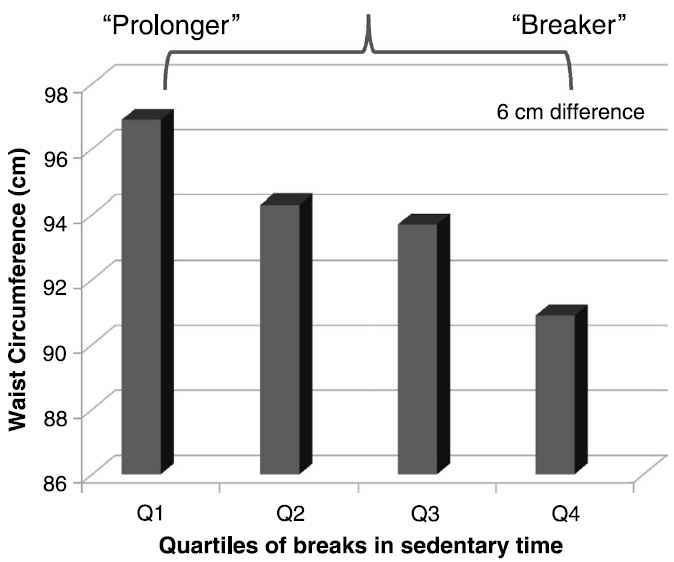 “Prolonger”
“Breaker”
6 cm difference
Waist Circumference (cm)
98
96
94
92
90
88
86
Q1
Q2
Q3
Q4
Quartiles of breaks in sedentary time